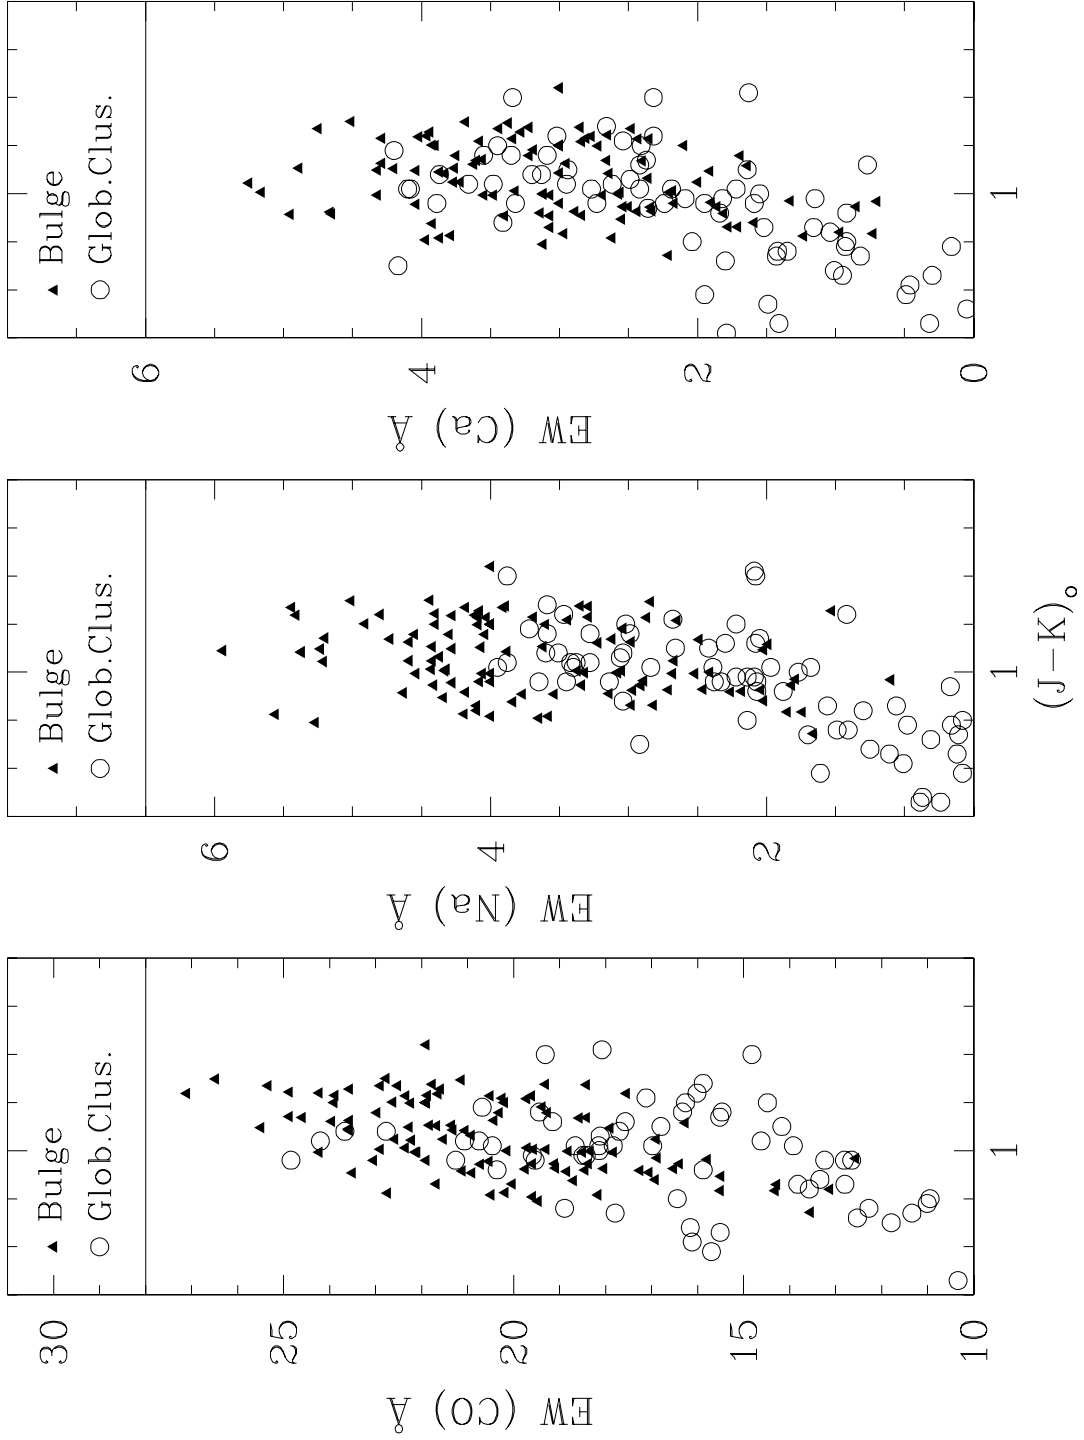 ▲ Bulge
○ Glob.Clus.
30
25
20
15
10
EW (CO) Å
1
▲ Bulge
○ Glob.Clus.
6
4
2
EW (Na) Å
1
(J-K)o
▲ Bulge
○ Glob.Clus.
6
4
2
0
EW (Ca) Å
1